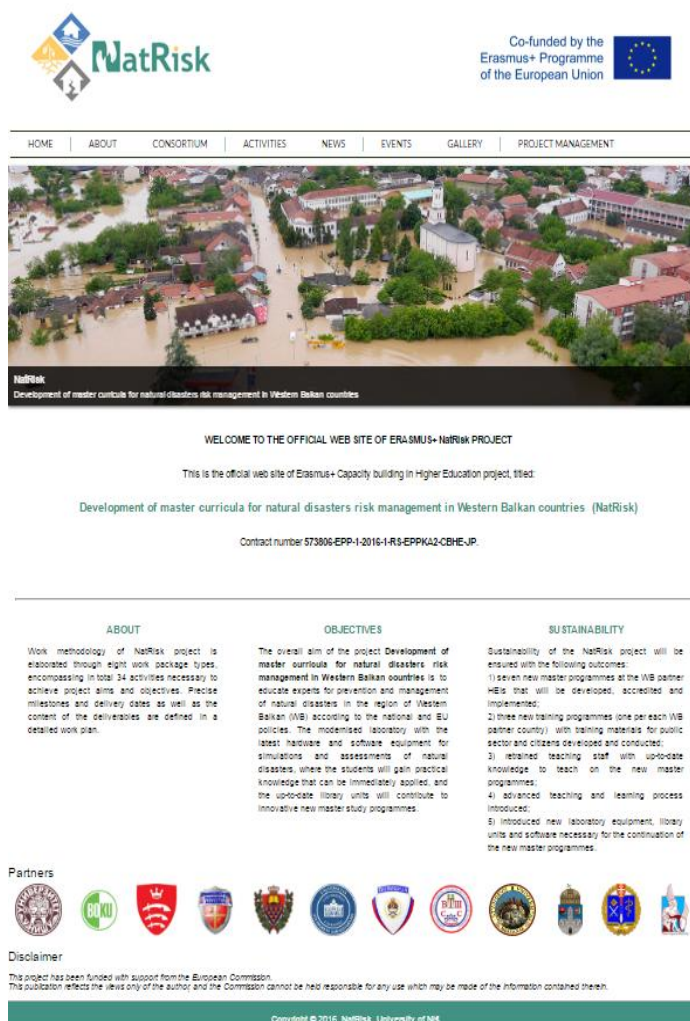 NatRisk
Co-funded by the
Erasmus+ Programme
of the European Union
HOME
ABOUT
CONSORTIUM
ACTIVITIES
NEWS
EVENTS
GALLERY
PROJECT MANAGEMENT
NatRisk
Development of master curricula for natural disasters risk management in Western Balkan countries
WELCOME TO THE OFFICIAL WEB SITE OF ERASMUS+ NatRisk PROJECT
This is the official web site of Erasmus+ Capacity building in Higher Education project, titled:
Development of master curricula for natural disasters risk management in Western Balkan countries (NatRisk)
Contract number 573806-EPP-1-2016-1-RS-EPPKA2-CBHE-JP.
ABOUT
Work methodology of NatRisk project is
elaborated through eight work package types,
encompassing in total 34 activities necessary to
achieve project aims and objectives. Precise
milestones and delivery dates as well as the
content of the deliverables are defined in a
detailed work plan.
OBJECTIVES
The overall aim of the project Development of
master curricula for natural disasters risk
management in Western Balkan countries is to
educate experts for prevention and management
of natural disasters in the region of Western
Balkan (WB) according to the national and EU
policies. The modernised laboratory with the
latest hardware and software equipment for
simulations and assessments of natural
disasters, where the students will gain practical
knowledge that can be immediately applied, and
the up-to-date library units will contribute to
innovative new master study programmes.
SUSTAINABILITY
Sustainability of the NatRisk project will be
ensured with the following outcomes:
1) seven new master programmes at the WB partner
HEIs that will be developed, accredited and
implemented;
2) three new training programmes (one per each WB
partner country) with training materials for public
sector and citizens developed and conducted;
3) retrained teaching staff with up-to-date
knowledge to teach on the new master
programmes;
4) advanced teaching and learning process
introduced;
5) introduced new laboratory equipment, library
units and software necessary for the continuation of
the new master programmes.
Partners
BOKU
Disclaimer
This project has been funded with support from the European Commission.
This publication reflects the views only of the author, and the Commission cannot be held responsible for any use which may be made of the information contained therein.
Copyright © 2016. NatRisk, University of Niš